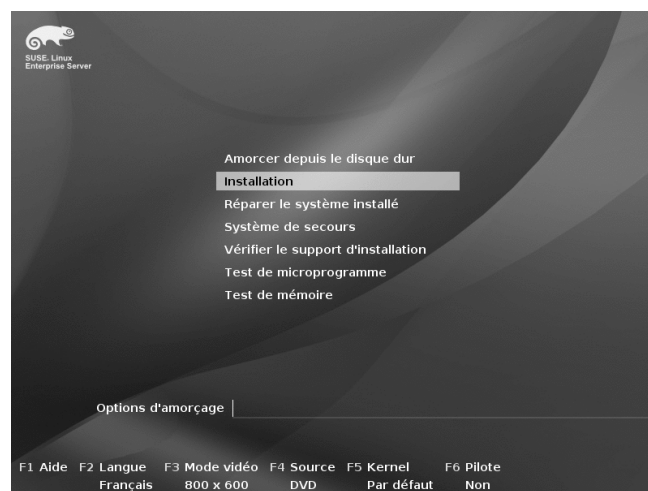 SUSE. Linux
Enterprise Server
Amorcer depuis le disque dur
Installation
Réparer le système installé
Système de secours
Vérifier le support d'installation
Test de microprogramme
Test de mémoire
Options d'amorçage
F1 Aide F2 Langue F3 Mode vidéo F4 Source F5 Kernel F6 Pilote
Français 800 x 600 DVD Par défaut Non